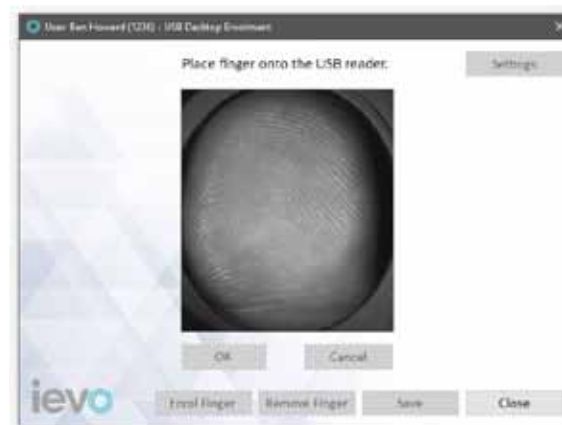 User Ben Howard (1236) - USB Desktop Enrolment
Place finger onto the USB reader.
Settings
OK
Cancel
ievo
Enrol Finger
Remove Finger
Save
Close